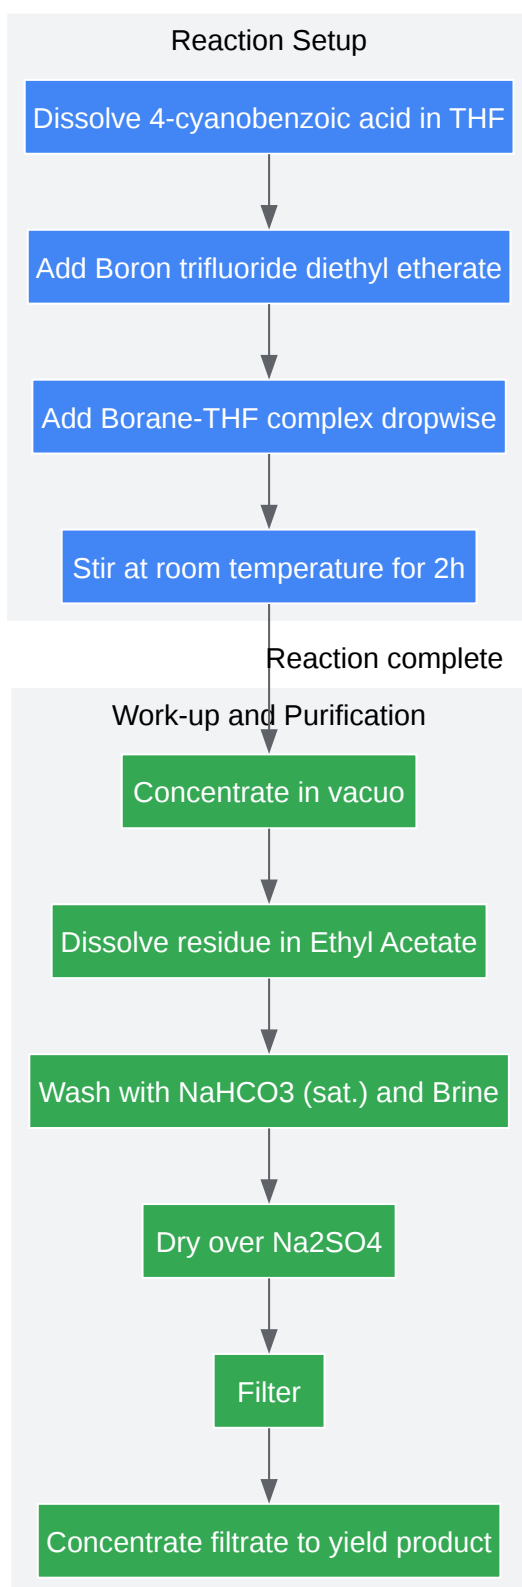 Reaction Setup
Dissolve 4-cyanobenzoic acid in THF
Add Boron trifluoride diethyl etherate
Add Borane-THF complex dropwise
Stir at room temperature for 2h
Reaction complete
Work-up and Purification
Concentrate in vacuo
Dissolve residue in Ethyl Acetate
Wash with NaHCO3 (sat.) and Brine
Dry over Na2SO4
Filter
Concentrate filtrate to yield product